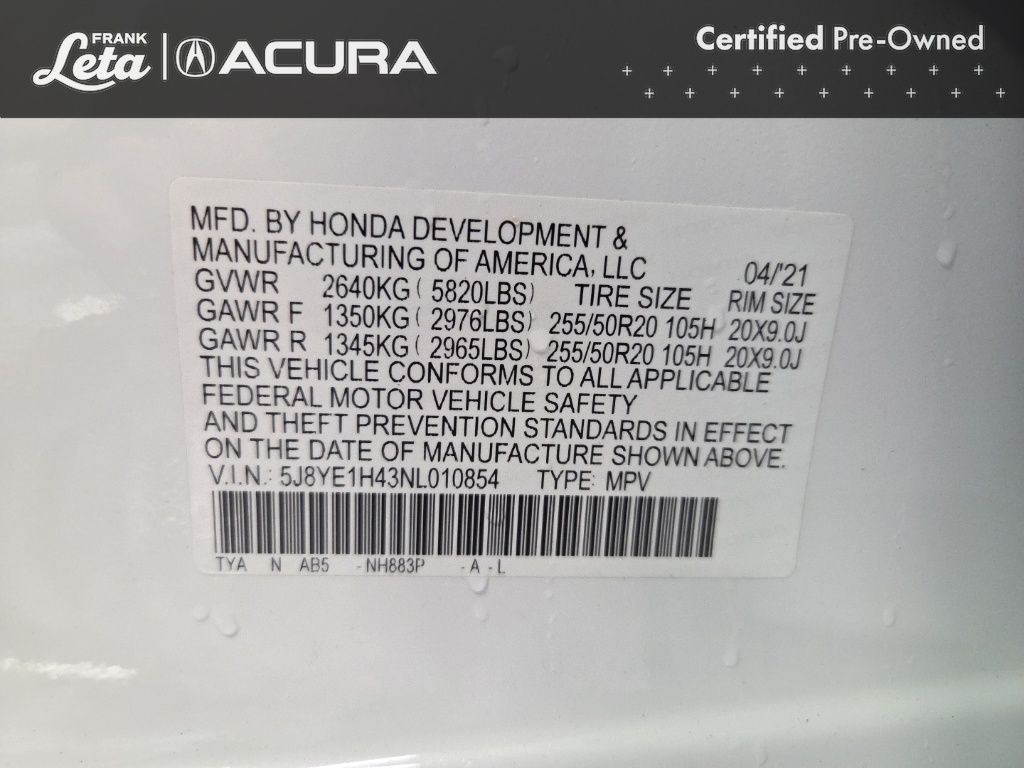 FRANK
Leta
ACURA
Certified Pre-Owned
MFD. BY HONDA DEVELOPMENT &
MANUFACTURING OF AMERICA, LLC 04/'21
GVWR 2640KG ( 5820LBS) TIRE SIZE RIM SIZE
GAWR F 1350KG ( 2976LBS) 255/50R20 105H 20X9.0J
GAWR R 1345KG ( 2965LBS) 255/50R20 105H 20X9.0J
THIS VEHICLE CONFORMS TO ALL APPLICABLE
FEDERAL MOTOR VEHICLE SAFETY
AND THEFT PREVENTION STANDARDS IN EFFECT
ON THE DATE OF MANUFACTURE SHOWN ABOVE.
V.I.N.: 5J8YE1H43NL010854 TYPE: MPV
TYA N AB5 -NH883P -A -L